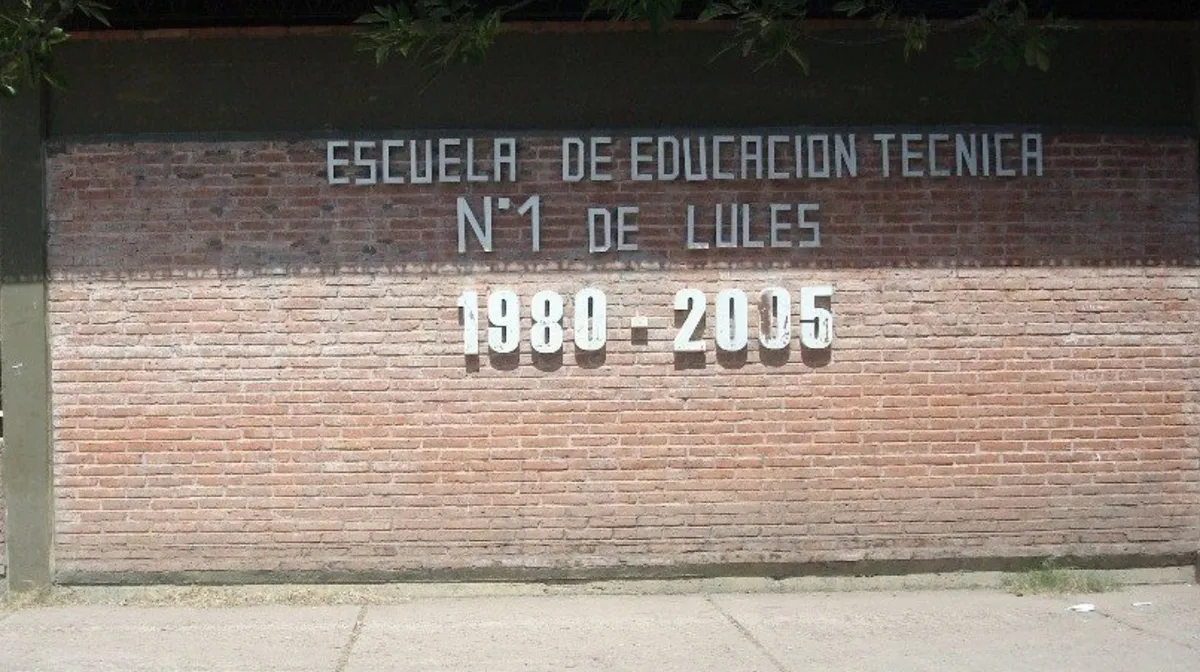 ESCUELA DE EDUCACION TECNICA
N°1 DE LULES
1980 - 2005